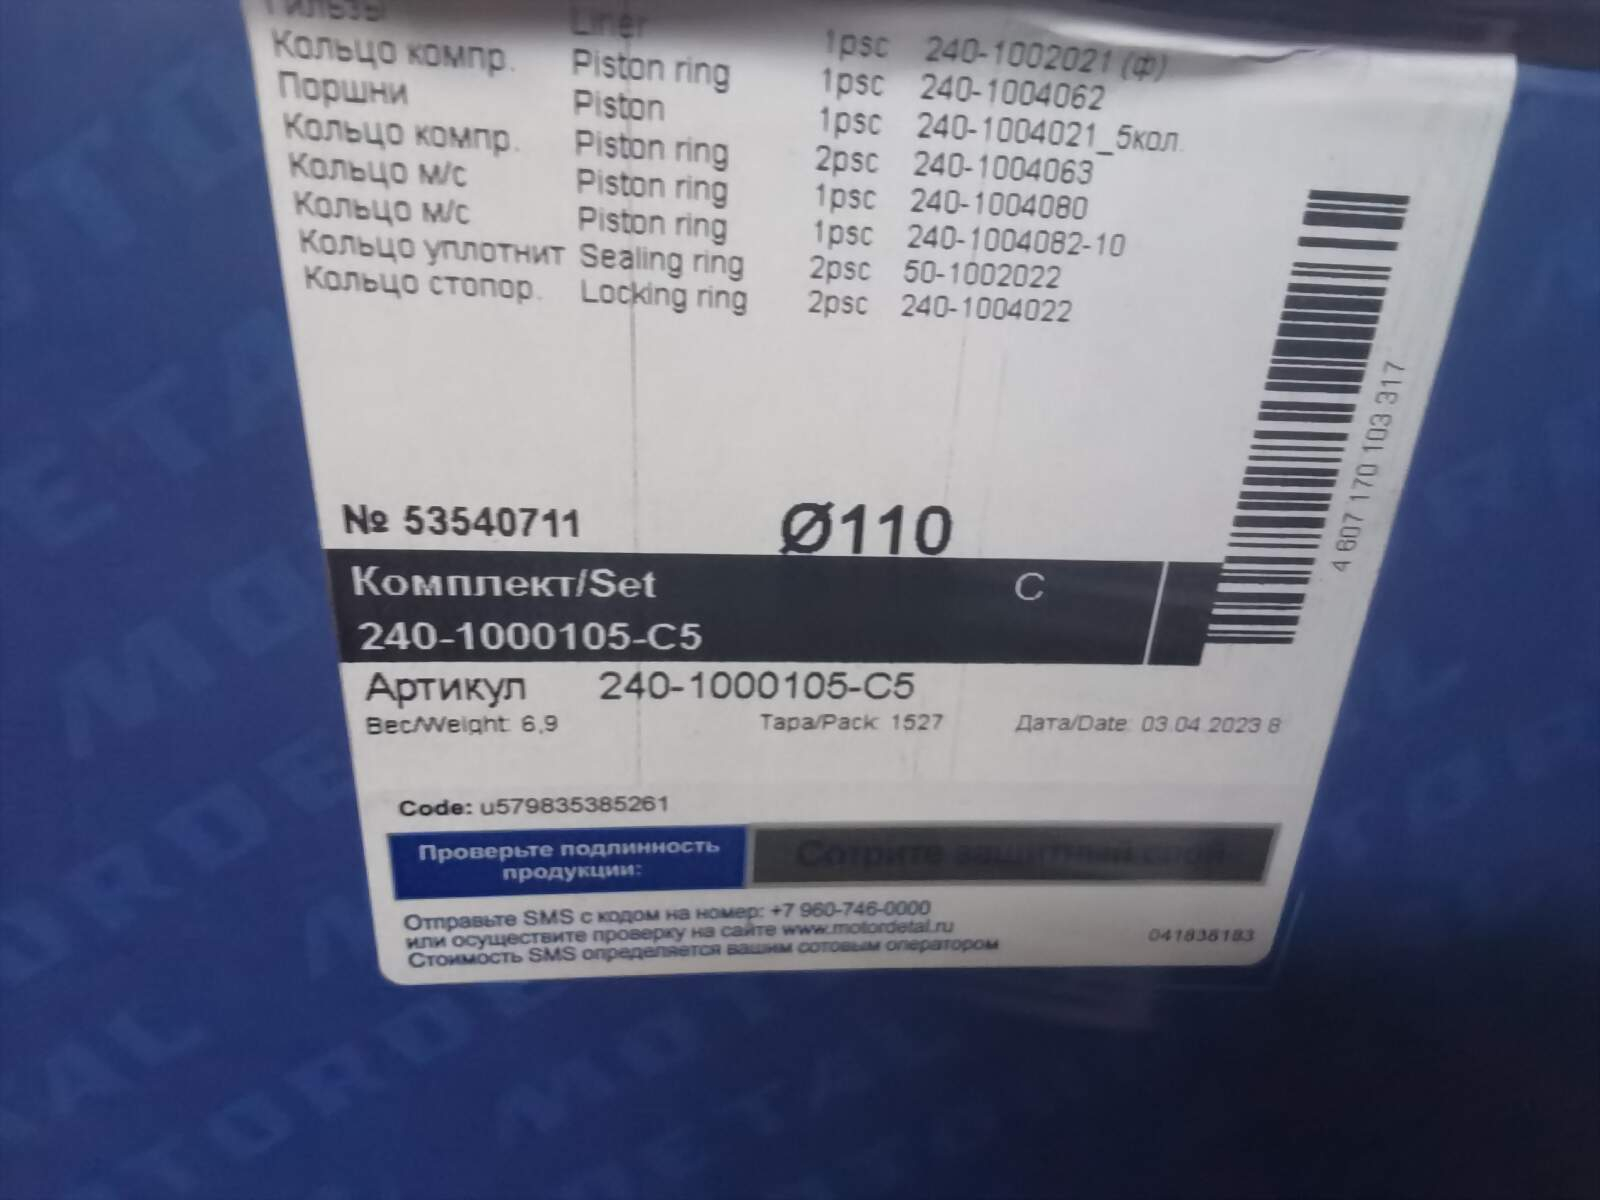 Гильзы Liner 1psc 240-1002021 (ф)
Кольцо компр. Piston ring 1psc 240-1004062
Поршни Piston 1psc 240-1004021_5кол.
Кольцо компр. Piston ring 2psc 240-1004063
Кольцо м/с Piston ring 1psc 240-1004080
Кольцо м/с Piston ring 1psc 240-1004082-10
Кольцо уплотнит Sealing ring 2psc 50-1002022
Кольцо стопор. Locking ring 2psc 240-1004022
4 607 170 103 317
№ 53540711 Ø110
Комплект/Set C
240-1000105-C5
Артикул 240-1000105-C5
Вес/Weight: 6,9 Тара/Pack: 1527 Дата/Date: 03.04.2023 8
Code: u579835385261
Проверьте подлинность
продукции:
Сотрите защитный слой
Отправьте SMS с кодом на номер: +7 960-746-0000
или осуществите проверку на сайте www.motordetal.ru
Стоимость SMS определяется вашим сотовым оператором
041838183